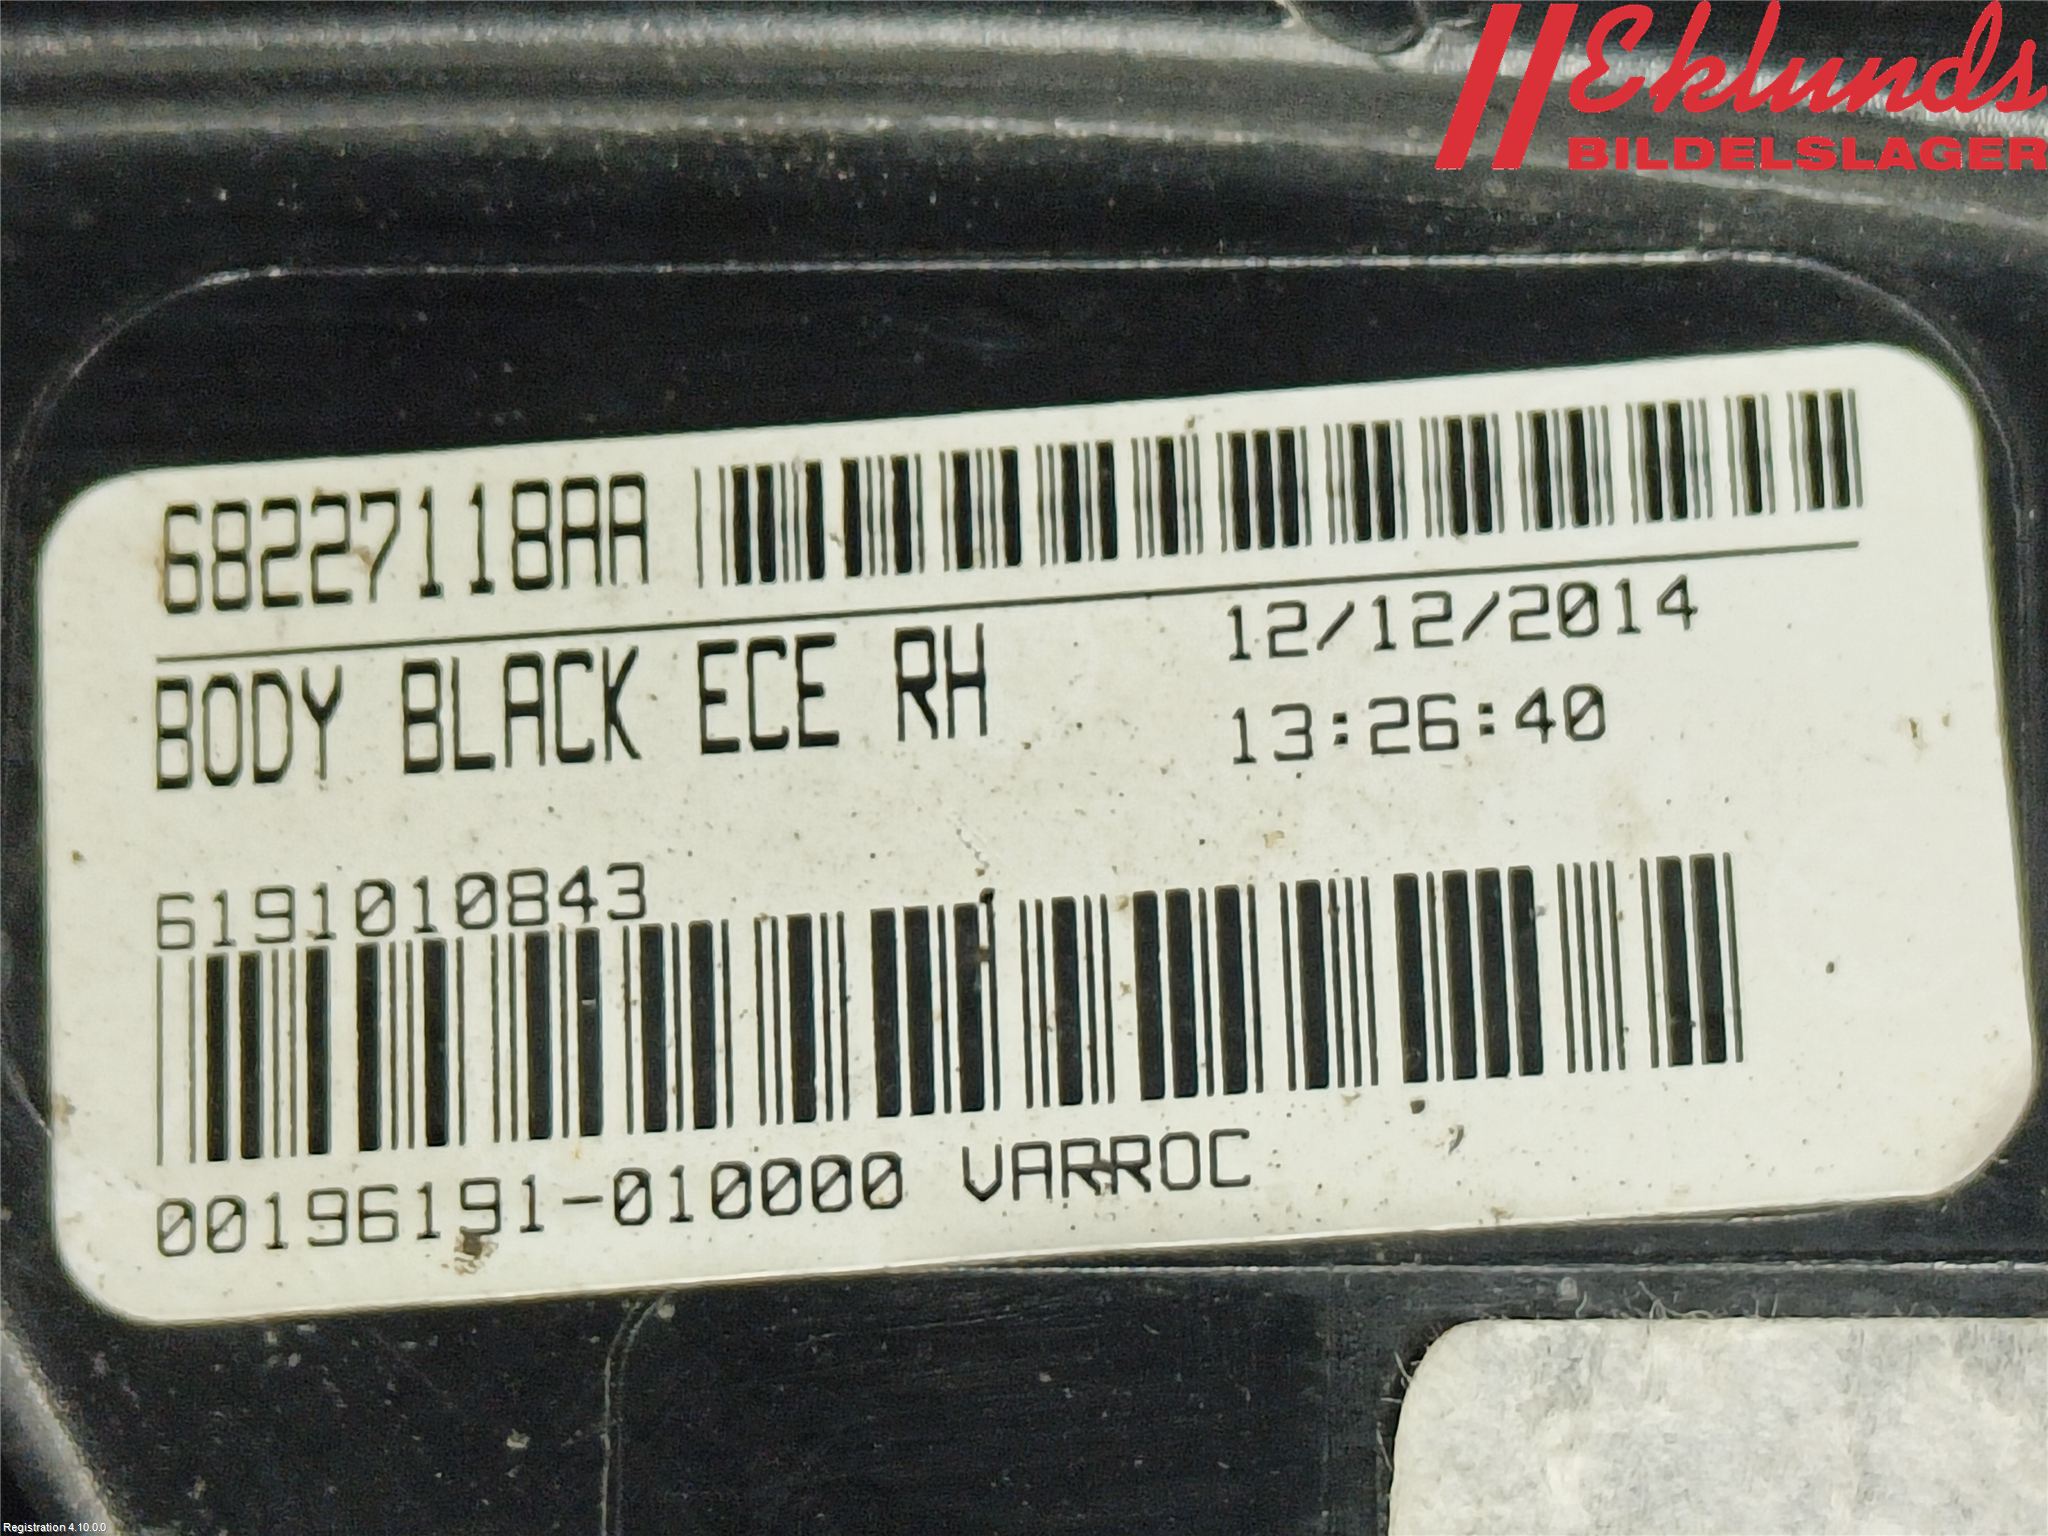 Eklunds
BILDELSLAGER
68227118AA
BODY BLACK ECE RH
12/12/2014
13:26:40
6191010843
00196191-010000 VARROC
Registration 4.10.0.0